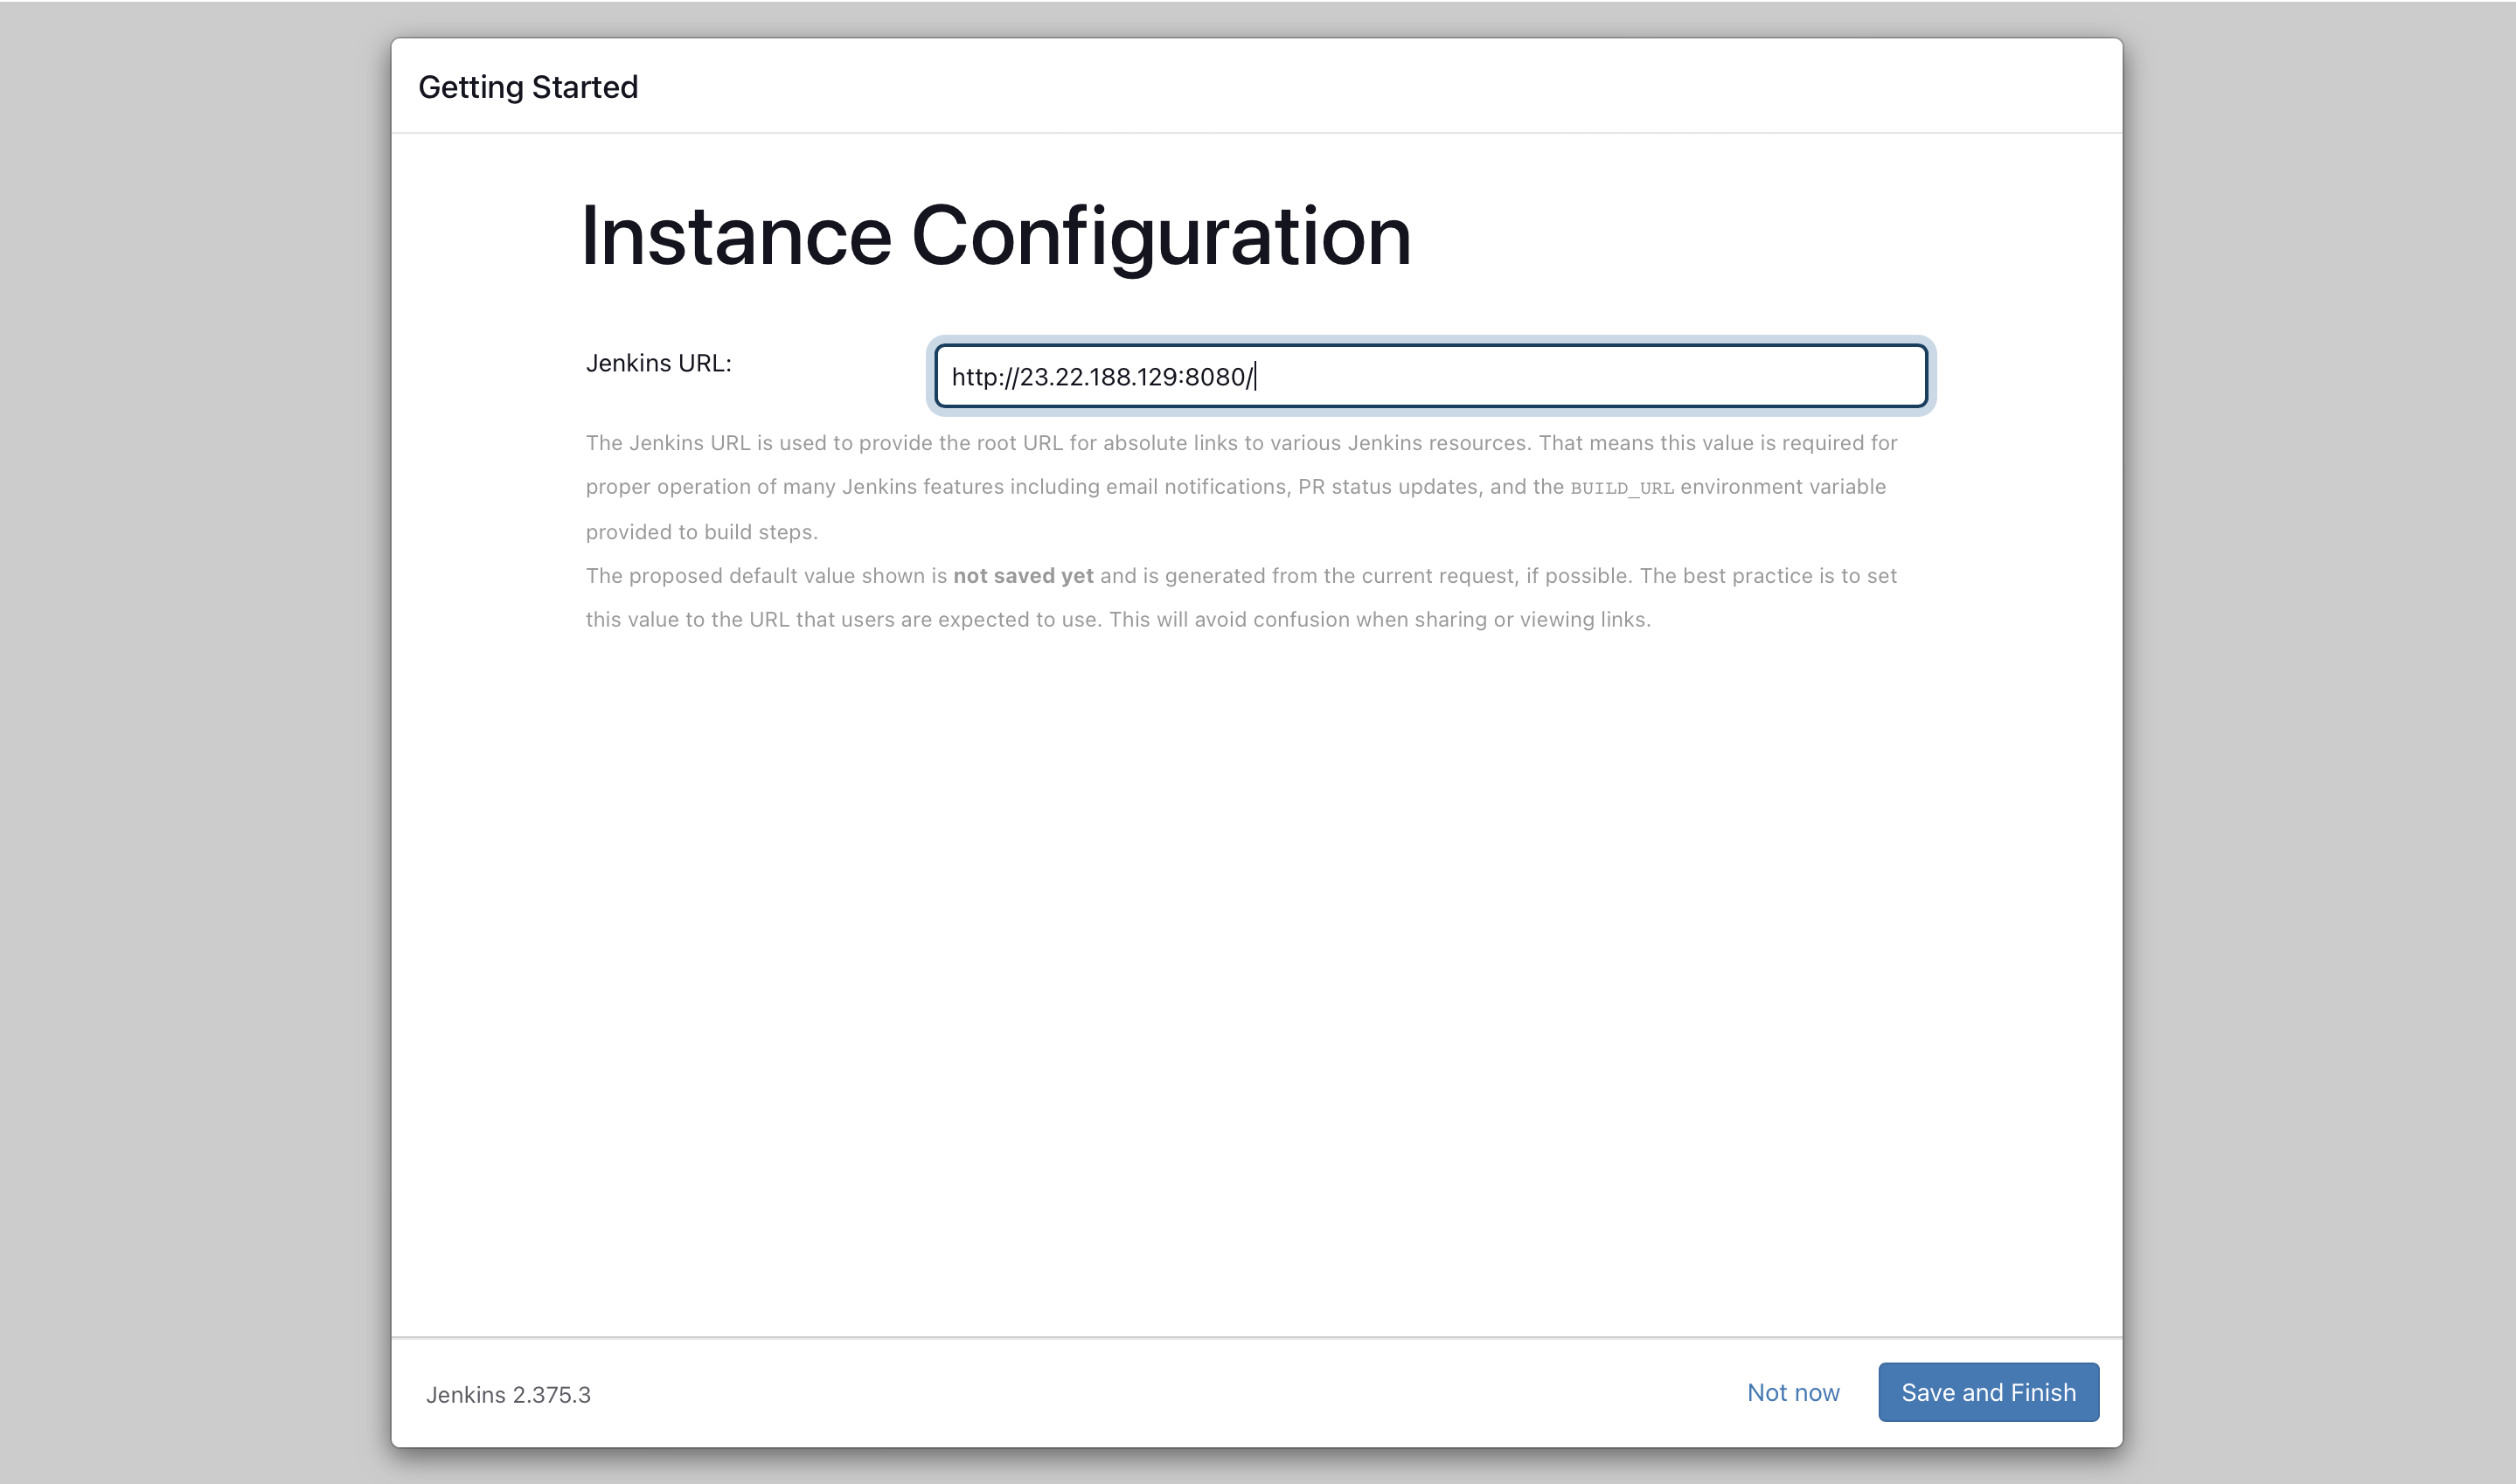 Getting Started
Instance Configuration
Jenkins URL:
http://23.22.188.129:8080/
The Jenkins URL is used to provide the root URL for absolute links to various Jenkins resources. That means this value is required for
proper operation of many Jenkins features including email notifications, PR status updates, and the BUILD_URL environment variable
provided to build steps.
The proposed default value shown is not saved yet and is generated from the current request, if possible. The best practice is to set
this value to the URL that users are expected to use. This will avoid confusion when sharing or viewing links.
Jenkins 2.375.3
Not now
Save and Finish